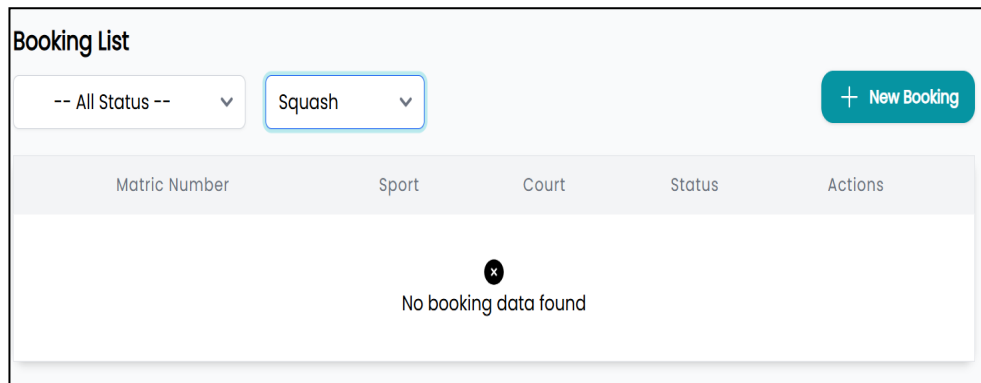 Booking List
-- All Status --
Squash
New Booking
Matric Number Sport Court Status Actions
No booking data found